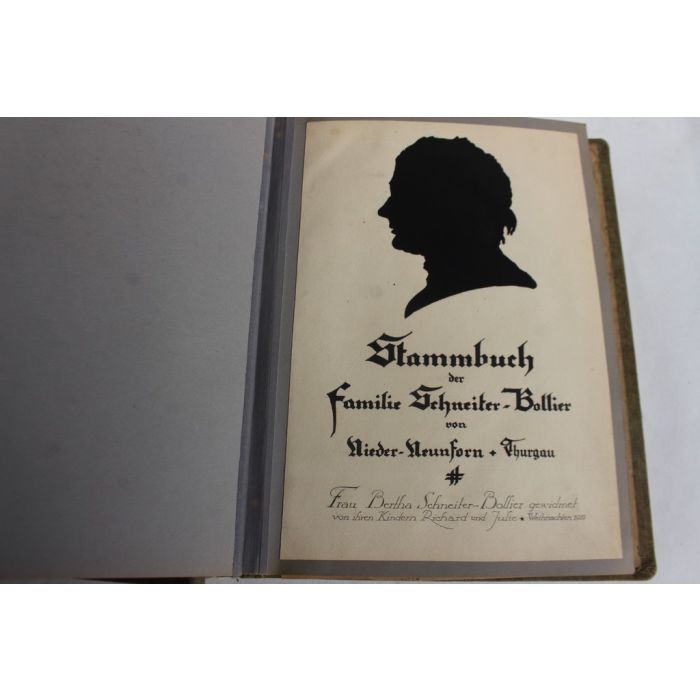 Stammbuch
der
Familie Schneiter-Bollier
von
Nieder-Neunforn + Thurgau
Frau Bertha Schneiter-Bollier gewidmet
von ihren Kindern Richard und Julie ★ Weihnachten